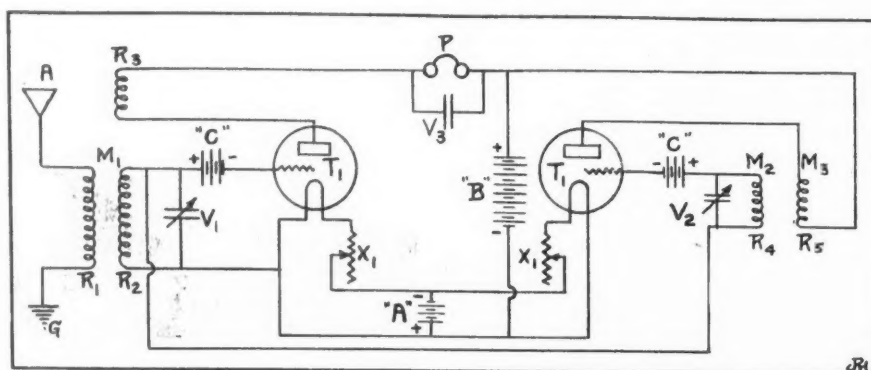 A
R3
P
M1
"C"
+ -
T1
V3
"B"
+
-
T1
"C"
- +
M2
M3
V1
V2
X1
X1
R4
R5
R1
R2
G
"A"
-
+